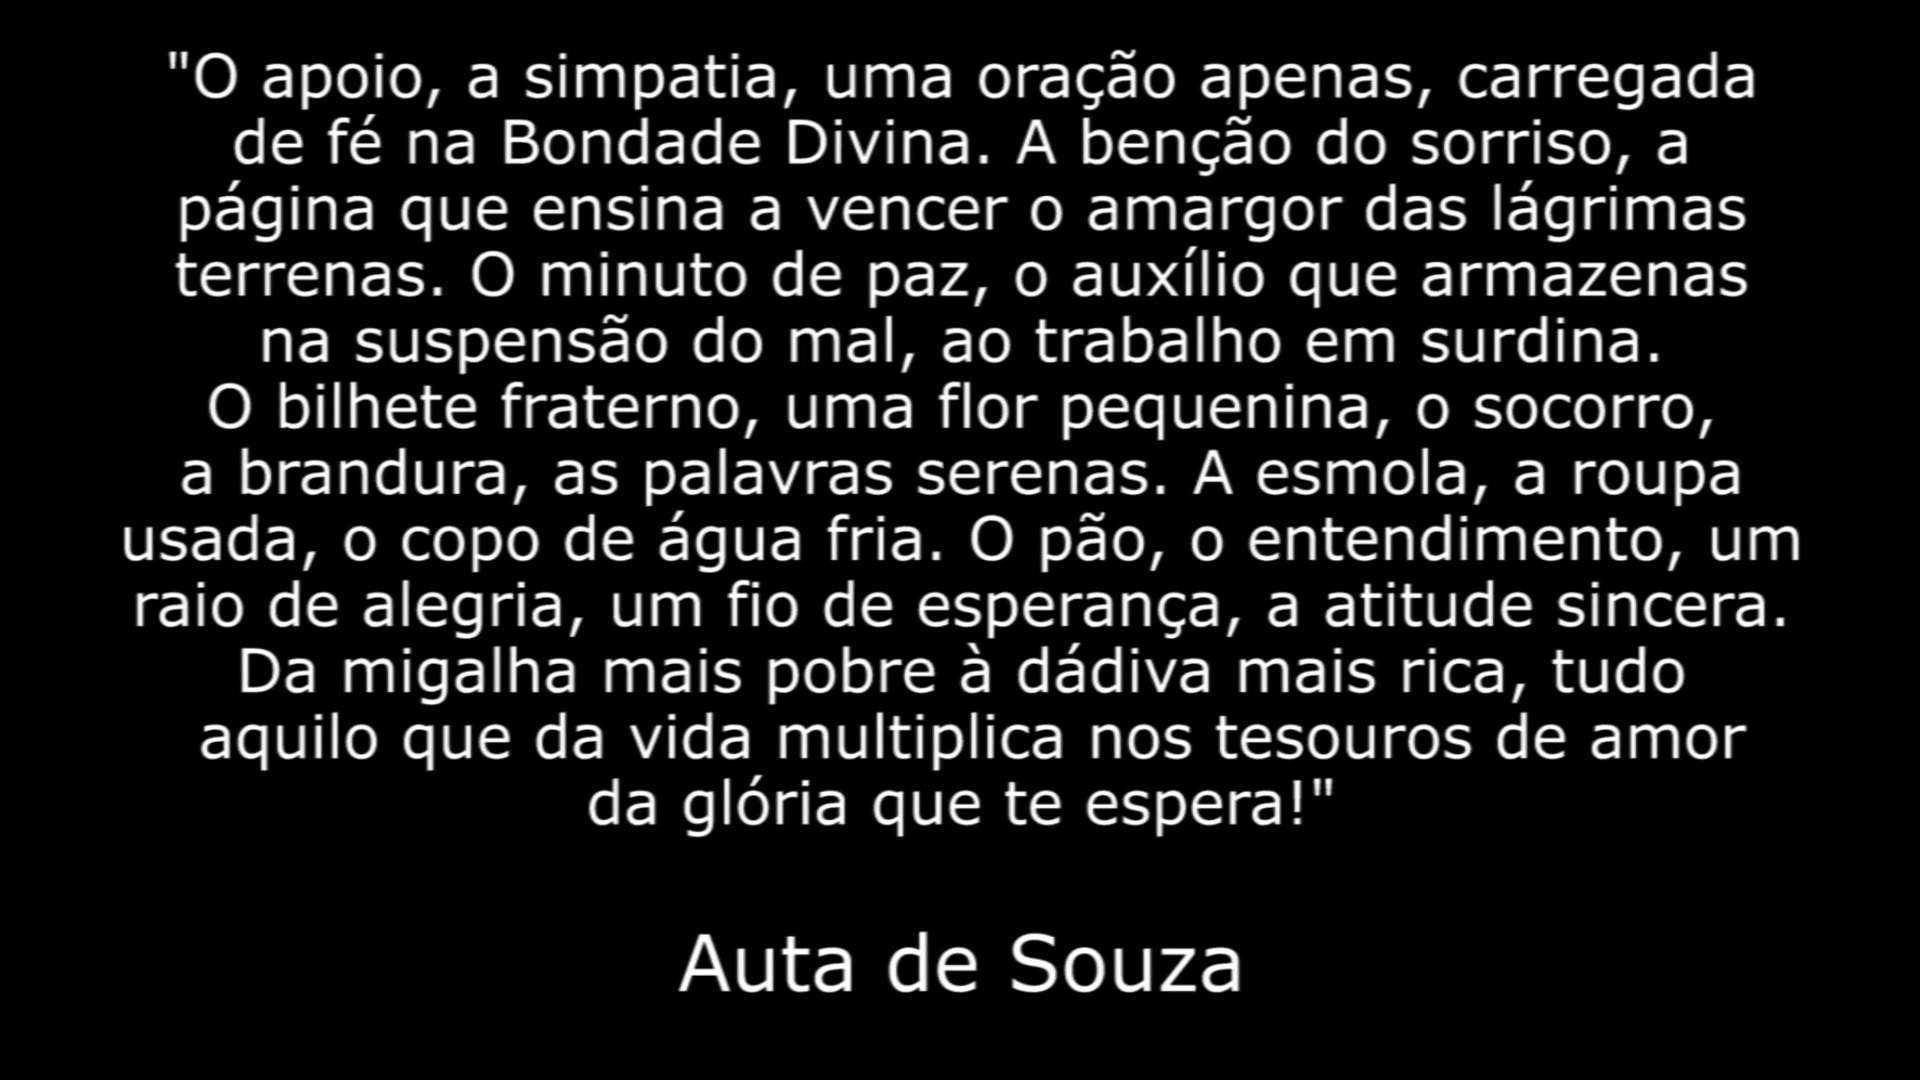 "O apoio, a simpatia, uma oração apenas, carregada
de fé na Bondade Divina. A benção do sorriso, a
página que ensina a vencer o amargor das lágrimas
terrenas. O minuto de paz, o auxílio que armazenas
na suspensão do mal, ao trabalho em surdina.
O bilhete fraterno, uma flor pequenina, o socorro,
a brandura, as palavras serenas. A esmola, a roupa
usada, o copo de água fria. O pão, o entendimento, um
raio de alegria, um fio de esperança, a atitude sincera.
Da migalha mais pobre à dádiva mais rica, tudo
aquilo que da vida multiplica nos tesouros de amor
da glória que te espera!"
Auta de Souza